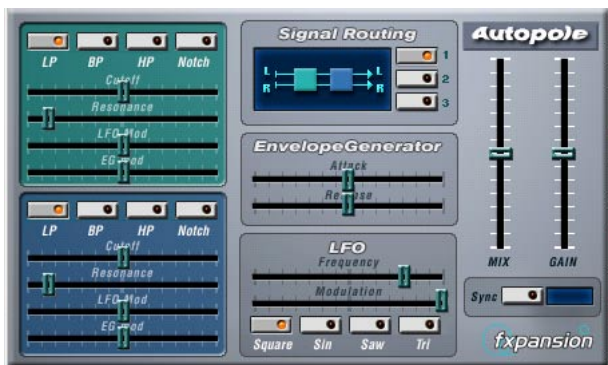 LP BP HP Notch
Cutoff
Resonance
LFO Mod
EG mod
LP BP HP Notch
Cutoff
Resonance
LFO Mod
EG mod
Signal Routing
L L
R R
1
2
3
EnvelopeGenerator
Attack
Release
LFO
Frequency
Modulation
Square Sin Saw Tri
Autopole
MIX GAIN
Sync
fxpansion